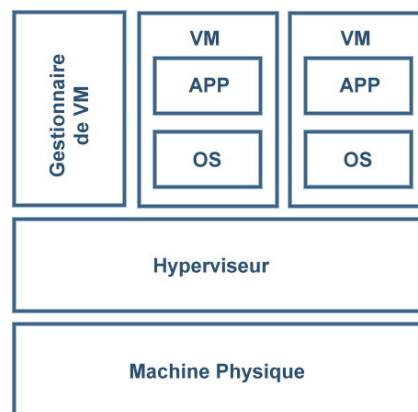 Gestionnaire
de VM
VM
APP
OS
VM
APP
OS
Hyperviseur
Machine Physique